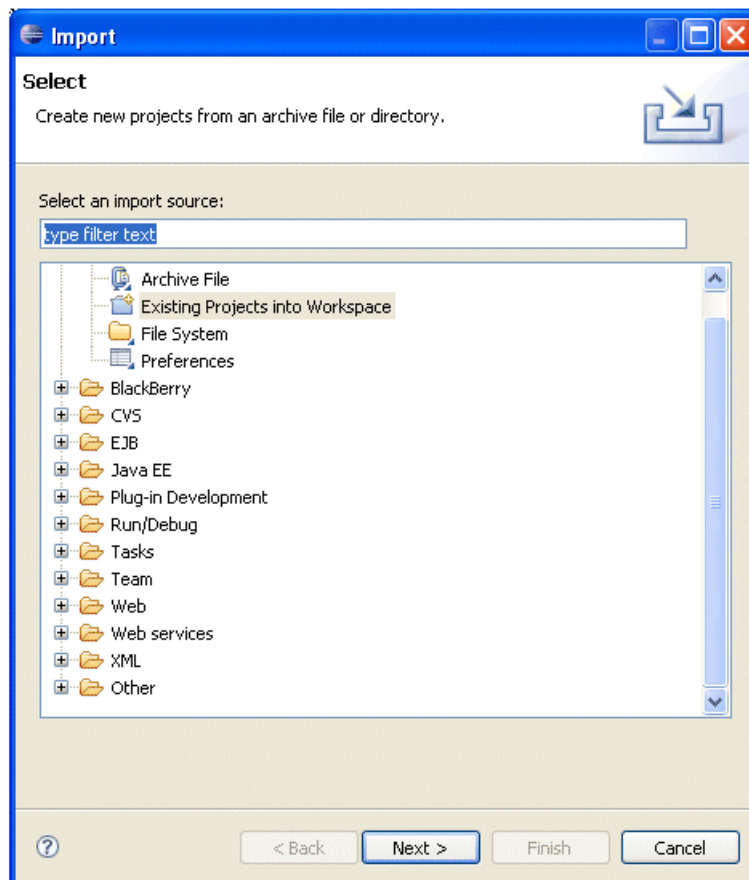 Import
Select
Create new projects from an archive file or directory.
Select an import source:
type filter text
Archive File
Existing Projects into Workspace
File System
Preferences
BlackBerry
CVS
EJB
Java EE
Plug-in Development
Run/Debug
Tasks
Team
Web
Web services
XML
Other
< Back Next > Finish Cancel